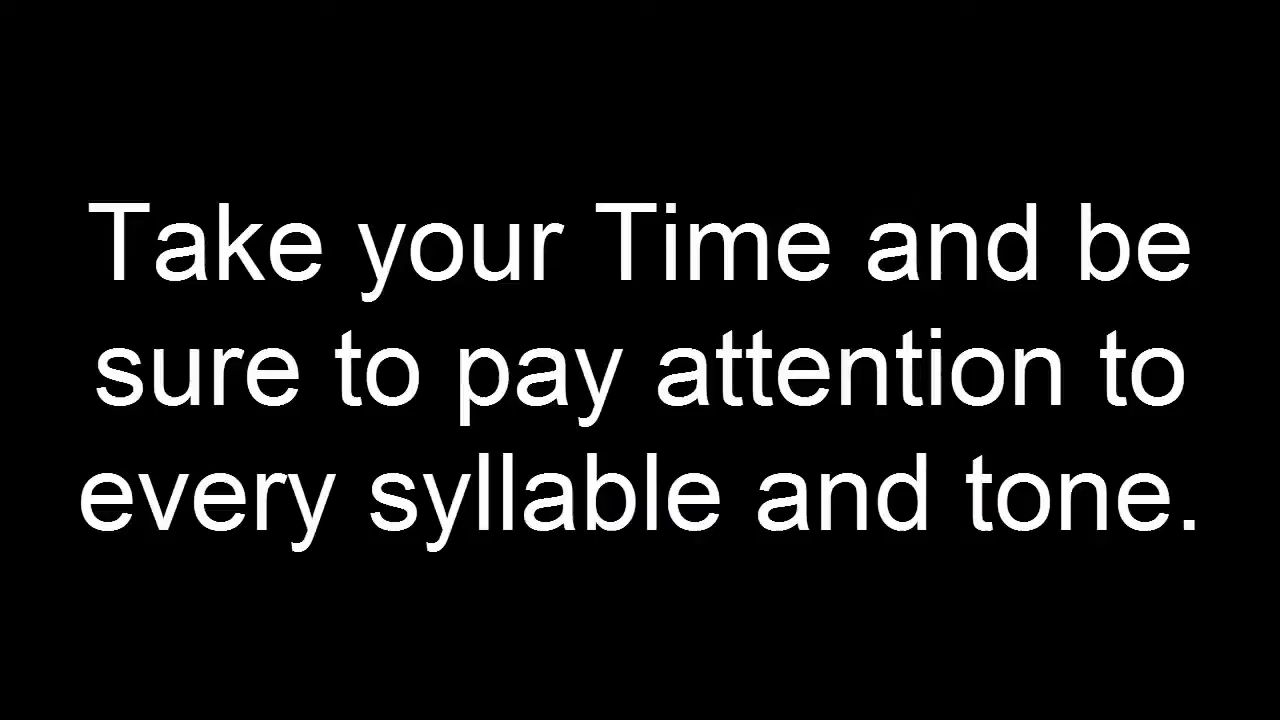 Take your Time and be
sure to pay attention to
every syllable and tone.